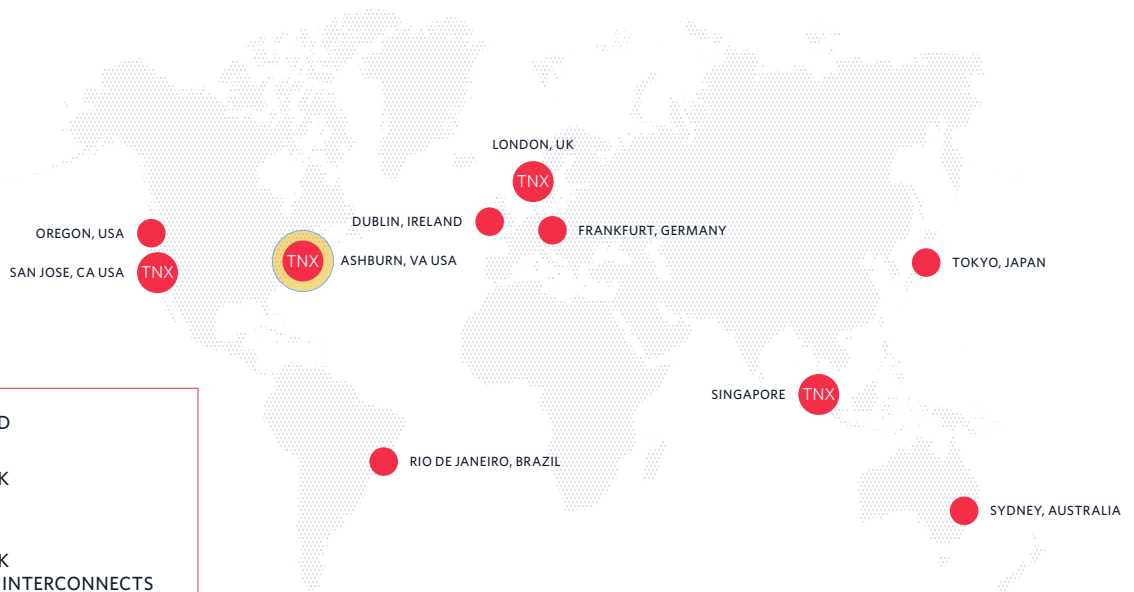 LONDON, UK
TNX
DUBLIN, IRELAND
FRANKFURT, GERMANY
OREGON, USA
SAN JOSE, CA USA
TNX
TNX
ASHBURN, VA USA
TOKYO, JAPAN
SINGAPORE
TNX
RIO DE JANEIRO, BRAZIL
SYDNEY, AUSTRALIA
D
K
K
INTERCONNECTS